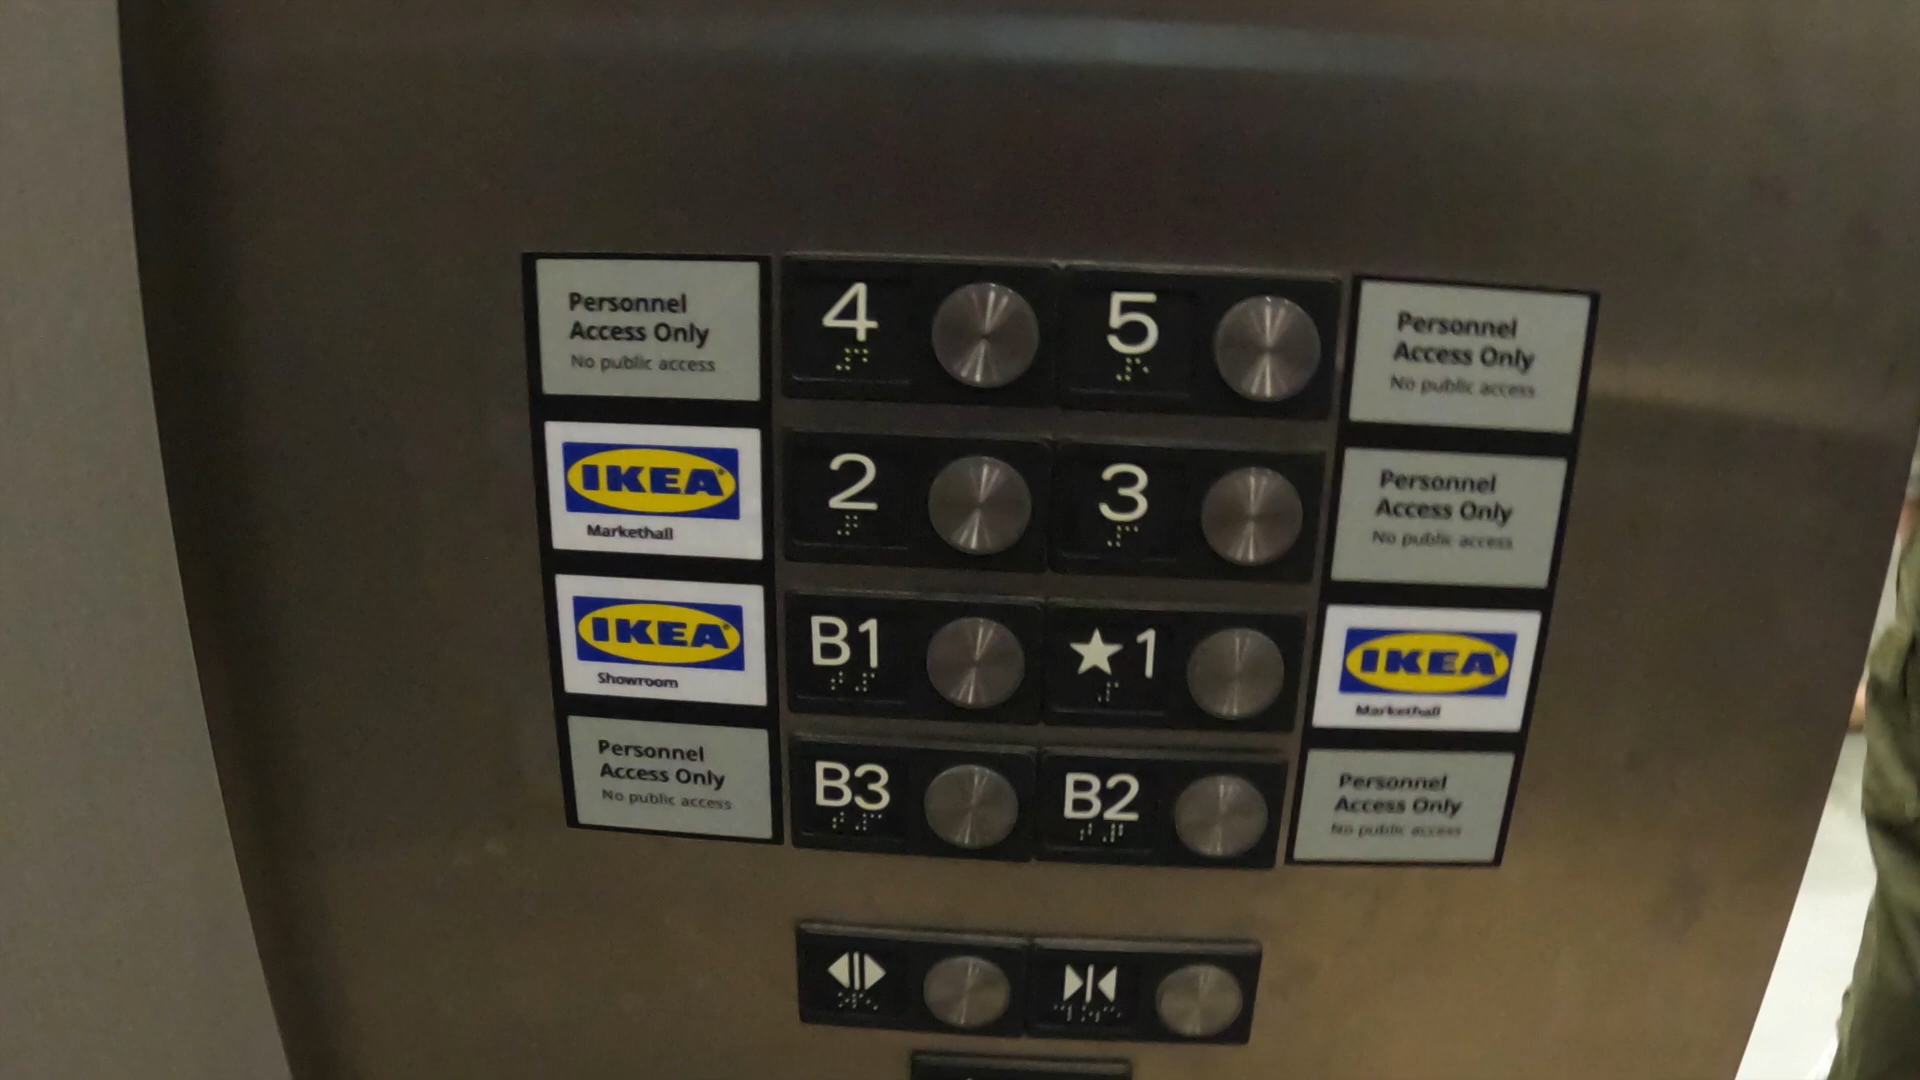 Personnel
Access Only
No public access
4
5
Personnel
Access Only
No public access
IKEA
Markethall
2
3
Personnel
Access Only
No public access
IKEA
Showroom
B1
★1
IKEA
Markethall
Personnel
Access Only
No public access
B3
B2
Personnel
Access Only
No public access